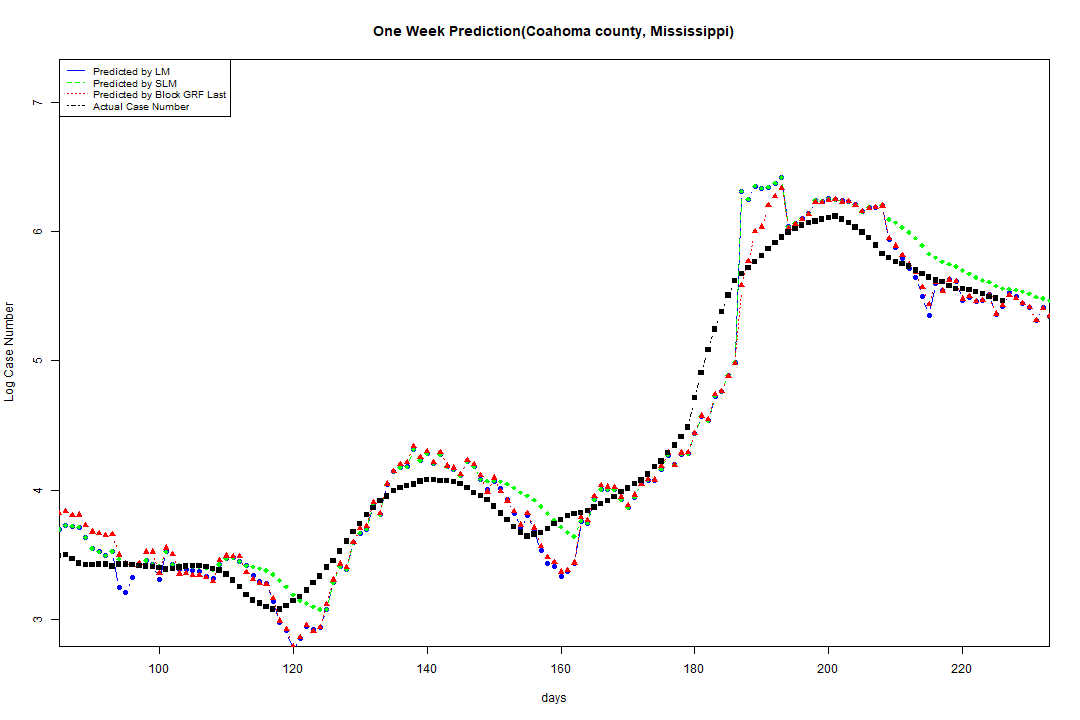 One Week Prediction(Coahoma county, Mississippi)
Predicted by LM
Predicted by SLM
Predicted by Block GRF Last
Actual Case Number
7
6
5
4
3
Log Case Number
100 120 140 160 180 200 220
days